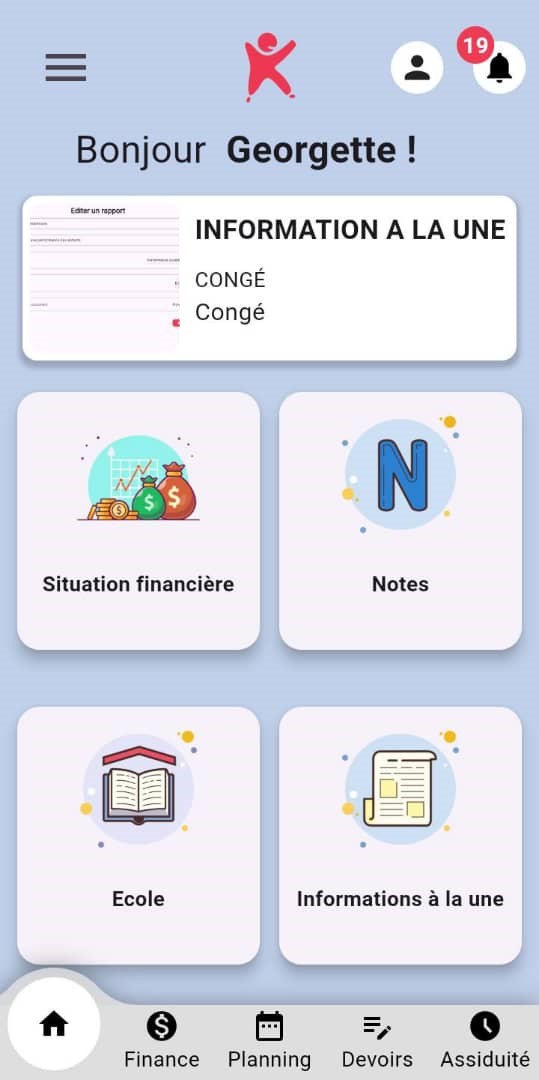 19
Bonjour Georgette !
Editer un rapport
INFORMATION A LA UNE
CONGÉ
Congé
Situation financière
N
Notes
Ecole
Informations à la une
Finance
Planning
Devoirs
Assiduité